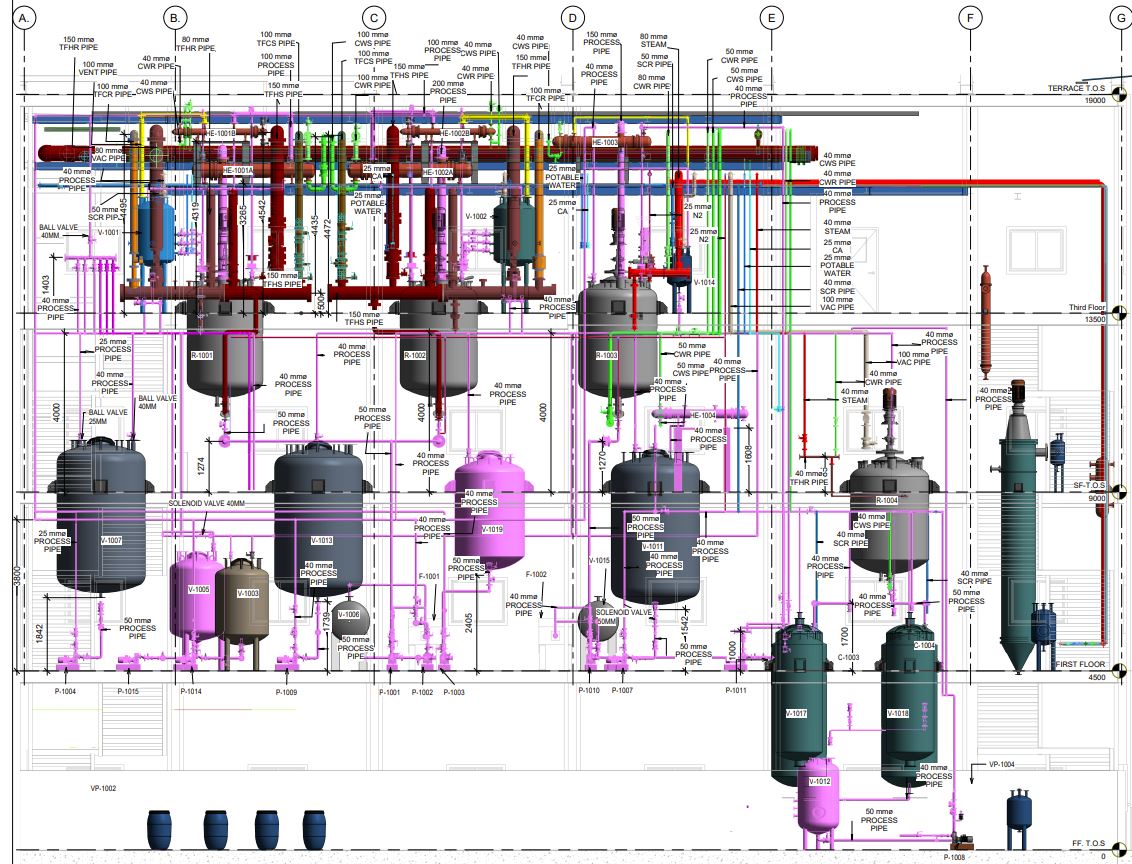 A.
B.
C
D
E
F
G
150 mmø
TFHR PIPE
80 mmø
TFHR PIPE
100 mmø
TFCS PIPE
100 mmø
CWS PIPE
100 mmø
PROCESS
PIPE
40 mmø
CWS PIPE
40 mmø
CWS PIPE
150 mmø
PROCESS
PIPE
80 mmø
STEAM
40 mmø
CWR PIPE
100 mmø
VENT PIPE
100 mmø
PROCESS
PIPE
100 mmø
TFCS PIPE
150 mmø
TFHS PIPE
40 mmø
CWR PIPE
150 mmø
TFHR PIPE
40 mmø
PROCESS
PIPE
50 mmø
SCR PIPE
50 mmø
CWR PIPE
50 mmø
CWS PIPE
100 mmø
TFCR PIPE
40 mmø
CWS PIPE
150 mmø
TFHS PIPE
100 mmø
CWR PIPE
200 mmø
PROCESS
PIPE
100 mmø
TFCR PIPE
80 mmø
CWR PIPE
40 mmø
PROCESS
PIPE
TERRACE T.O.S
19000
HE-1001B
HE-1002B
HE-1003
80 mmø
VAC PIPE
HE-1001A
HE-1002A
40 mmø
PROCESS
PIPE
25 mmø
CA
25 mmø
POTABLE
WATER
25 mmø
POTABLE
WATER
25 mmø
CA
40 mmø
CWS PIPE
40 mmø
CWR PIPE
40 mmø
PROCESS
PIPE
50 mmø
SCR PIPE
4495
4319
3265
4542
4435
4472
25 mmø
N2
25 mmø
N2
BALL VALVE
40MM.
V-1001
V-1002
40 mmø
STEAM
25 mmø
CA
25 mmø
POTABLE
WATER
40 mmø
SCR PIPE
100 mmø
VAC PIPE
1403
150 mmø
TFHS PIPE
V-1014
40 mmø
PROCESS
PIPE
500
150 mmø
TFHS PIPE
40 mmø
PROCESS
PIPE
Third Floor
13500
25 mmø
PROCESS
PIPE
R-1001
R-1002
R-1003
40 mmø
PROCESS
PIPE
40 mmø
PROCESS
PIPE
50 mmø
CWR PIPE
50 mmø
CWS PIPE
40 mmø
PROCESS
PIPE
40 mmø
PROCESS
PIPE
100 mmø
VAC PIPE
40 mmø
CWR PIPE
40 mmø
STEAM
40 mmø
PROCESS
PIPE
40 mmø
PROCESS
PIPE
40 mmø
PROCESS
PIPE
40 mmø
PROCESS
PIPE
40 mmø
PROCESS
PIPE
4000
BALL VALVE
25MM
BALL VALVE
40MM
50 mmø
PROCESS
PIPE
50 mmø
PROCESS
PIPE
4000
4000
HE-1004
40 mmø
PROCESS
PIPE
1274
40 mmø
PROCESS
PIPE
1270
1608
40 mmø
TFHR PIPE
SF-T.O.S
9000
SOLENOID VALVE 40MM
40 mmø
PROCESS
PIPE
R-1004
25 mmø
PROCESS
PIPE
V-1007
V-1013
40 mmø
PROCESS
PIPE
V-1019
50 mmø
PROCESS
PIPE
V-1011
40 mmø
PROCESS
PIPE
40 mmø
CWS PIPE
40 mmø
SCR PIPE
3800
V-1005
V-1003
40 mmø
PROCESS
PIPE
F-1001
50 mmø
PROCESS
PIPE
F-1002
V-1015
40 mmø
PROCESS
PIPE
40 mmø
PROCESS
PIPE
40 mmø
SCR PIPE
50 mmø
PROCESS
PIPE
40 mmø
PROCESS
PIPE
40 mmø
PROCESS
PIPE
V-1006
SOLENOID VALVE
50MM
1842
50 mmø
PROCESS
PIPE
1739
50 mmø
PROCESS
PIPE
2405
1542
50 mmø
PROCESS
PIPE
1000
1700
C-1003
C-1004
FIRST FLOOR
4500
P-1004
P-1015
P-1014
P-1009
P-1001
P-1002
P-1003
P-1010
P-1007
P-1011
V-1017
V-1018
VP-1002
V-1012
40 mmø
PROCESS
PIPE
VP-1004
50 mmø
PROCESS
PIPE
P-1008
FF. T.O.S
0